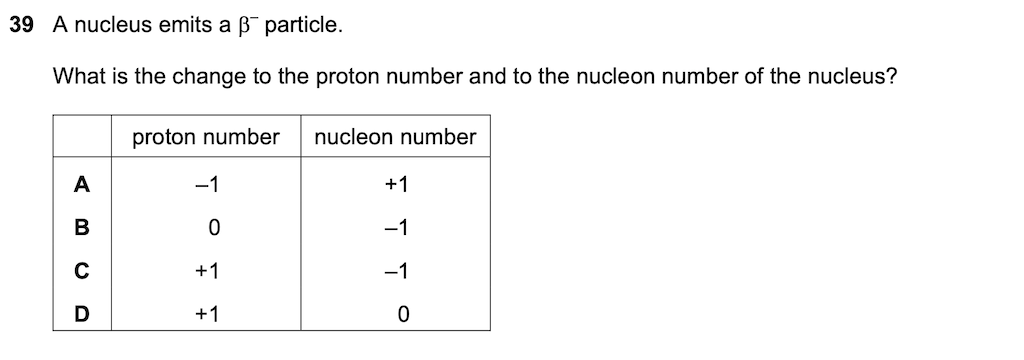 39 A nucleus emits a β⁻ particle.
What is the change to the proton number and to the nucleon number of the nucleus?
proton number nucleon number
A –1 +1
B 0 –1
C +1 –1
D +1 0